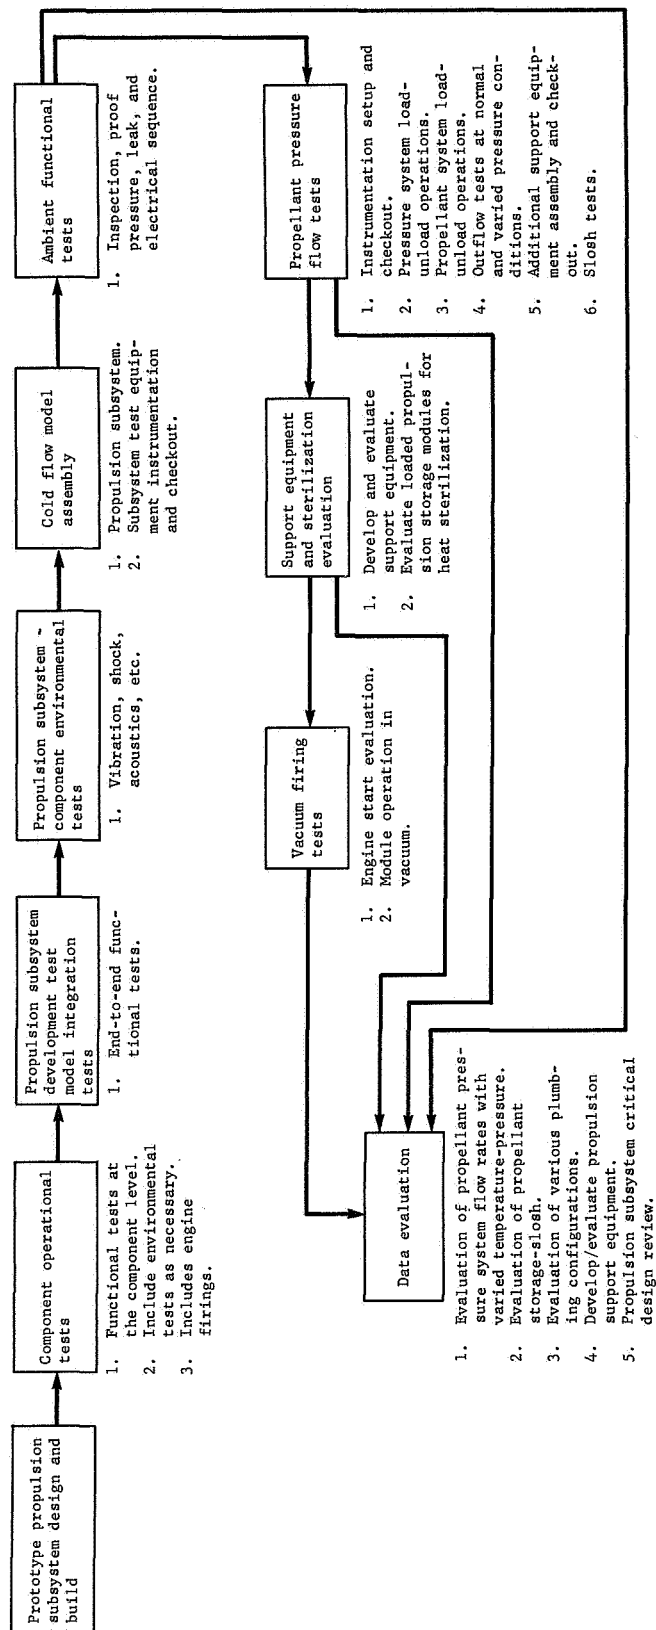 Prototype propulsion
subsystem design and
build
Component operational
tests
1. Functional tests at
the component level.
2. Include environmental
tests as necessary.
3. Includes engine
firings.
Propulsion subsystem
development test
model integration
tests
1. End-to-end func-
tional tests.
Propulsion subsystem -
component environmental
tests
1. Vibration, shock,
acoustics, etc.
Cold flow model
assembly
1. Propulsion subsystem.
2. Subsystem test equip-
ment instrumentation
and checkout.
Ambient functional
tests
1. Inspection, proof
pressure, leak, and
electrical sequence.
Propellant pressure
flow tests
1. Instrumentation setup and
checkout.
2. Pressure system load-
unload operations.
3. Propellant system load-
unload operations.
4. Outflow tests at normal
and varied pressure con-
ditions.
5. Additional support equip-
ment assembly and check-
out.
6. Slosh tests.
Support equipment
and sterilization
evaluation
1. Develop and evaluate
support equipment.
2. Evaluate loaded propul-
sion storage modules for
heat sterilization.
Vacuum firing
tests
1. Engine start evaluation.
2. Module operation in
vacuum.
Data evaluation
1. Evaluation of propellant pres-
sure system flow rates with
varied temperature-pressure.
2. Evaluation of propellant
storage-slosh.
3. Evaluation of various plumb-
ing configurations.
4. Develop/evaluate propulsion
support equipment.
5. Propulsion subsystem critical
design review.